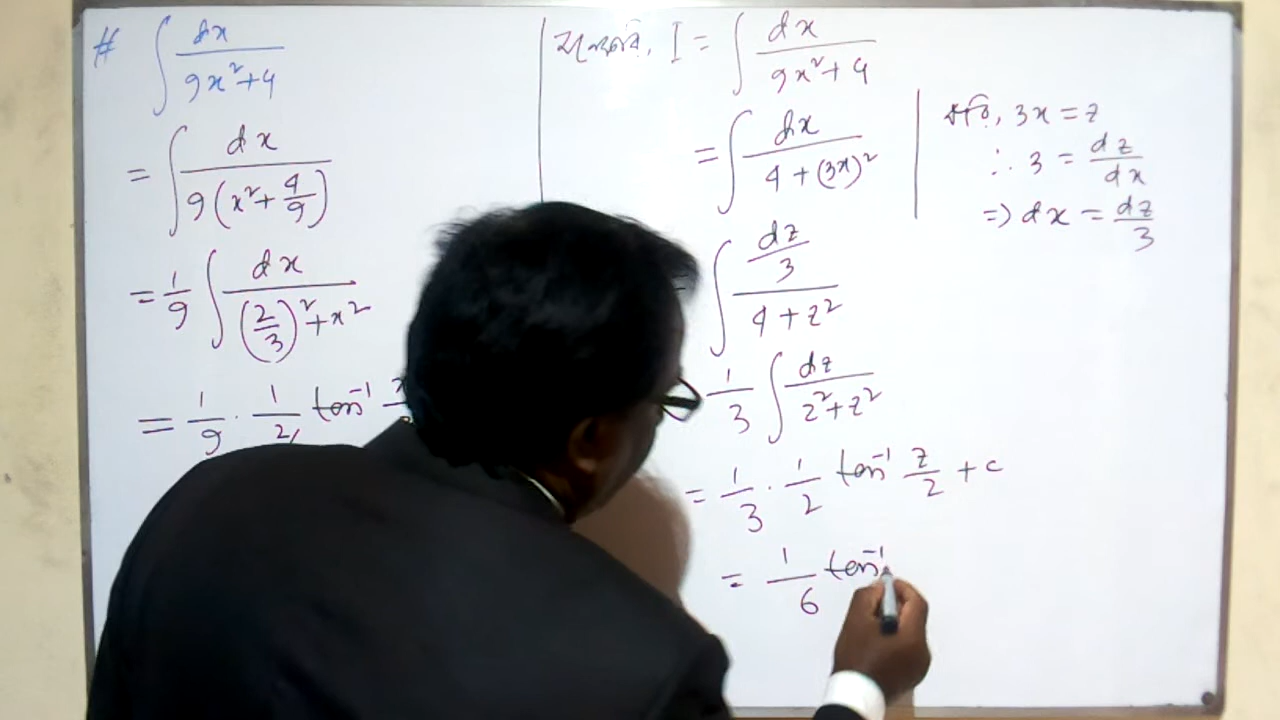 # ∫ dx / 9x² + 4
= ∫ dx / 9(x² + 4/9)
= 1/9 ∫ dx / (2/3)² + x²
= 1/9 · 1/2/ tan⁻¹ x
I = ∫ dx / 9x² + 4
= ∫ dx / 4 + (3x)²
= ∫ dz/3 / 4 + z²
1/3 ∫ dz / 2² + z²
= 1/3 · 1/2 tan⁻¹ z/2 + c
= 1/6 tan⁻¹
ধরি, 3x = z
∴ 3 = dz/dx
⇒ dx = dz/3